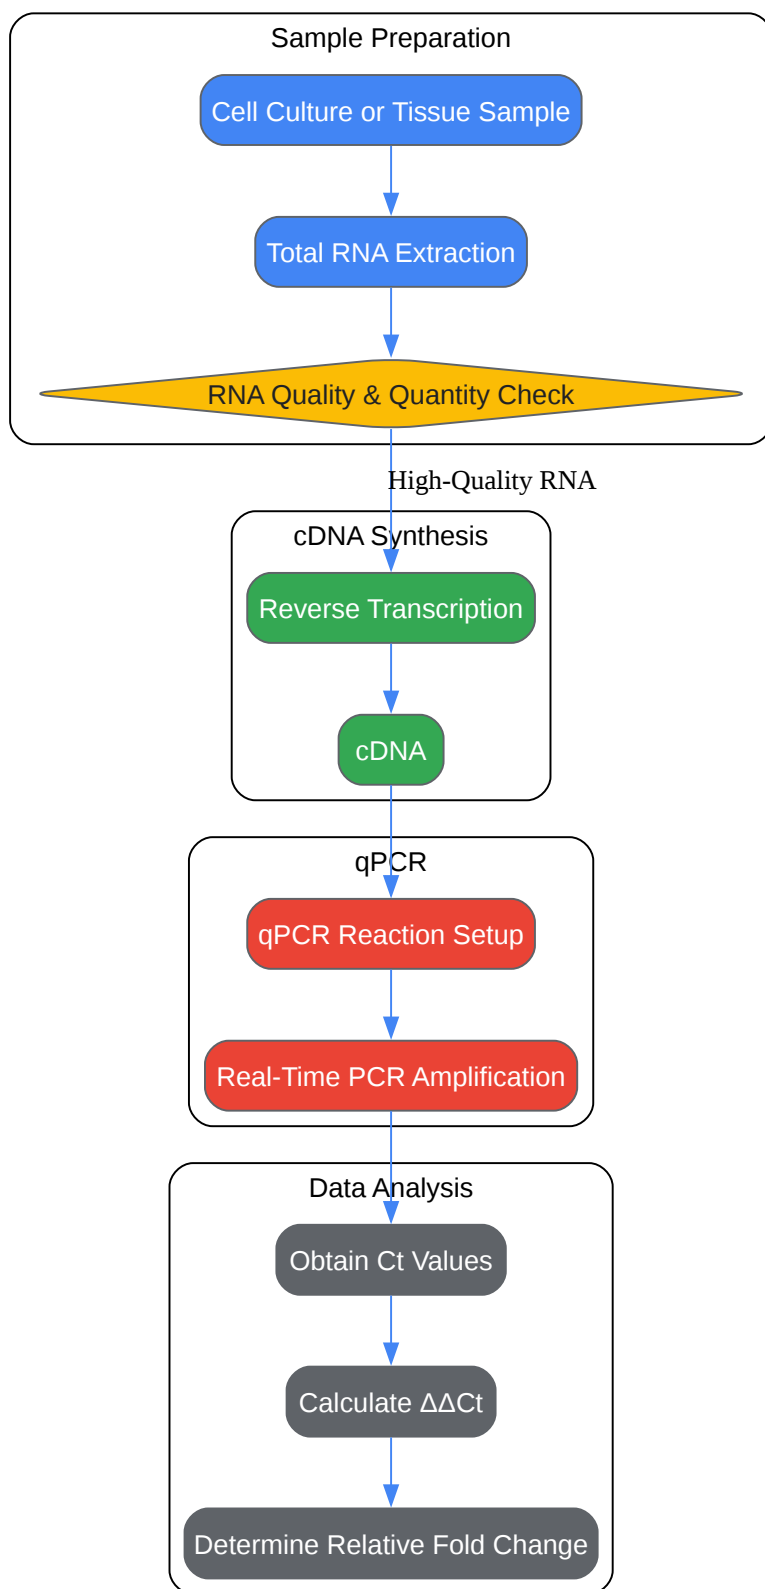 Sample Preparation
Cell Culture or Tissue Sample
Total RNA Extraction
RNA Quality & Quantity Check
High-Quality RNA
cDNA Synthesis
Reverse Transcription
cDNA
qPCR
qPCR Reaction Setup
Real-Time PCR Amplification
Data Analysis
Obtain Ct Values
Calculate ΔΔCt
Determine Relative Fold Change